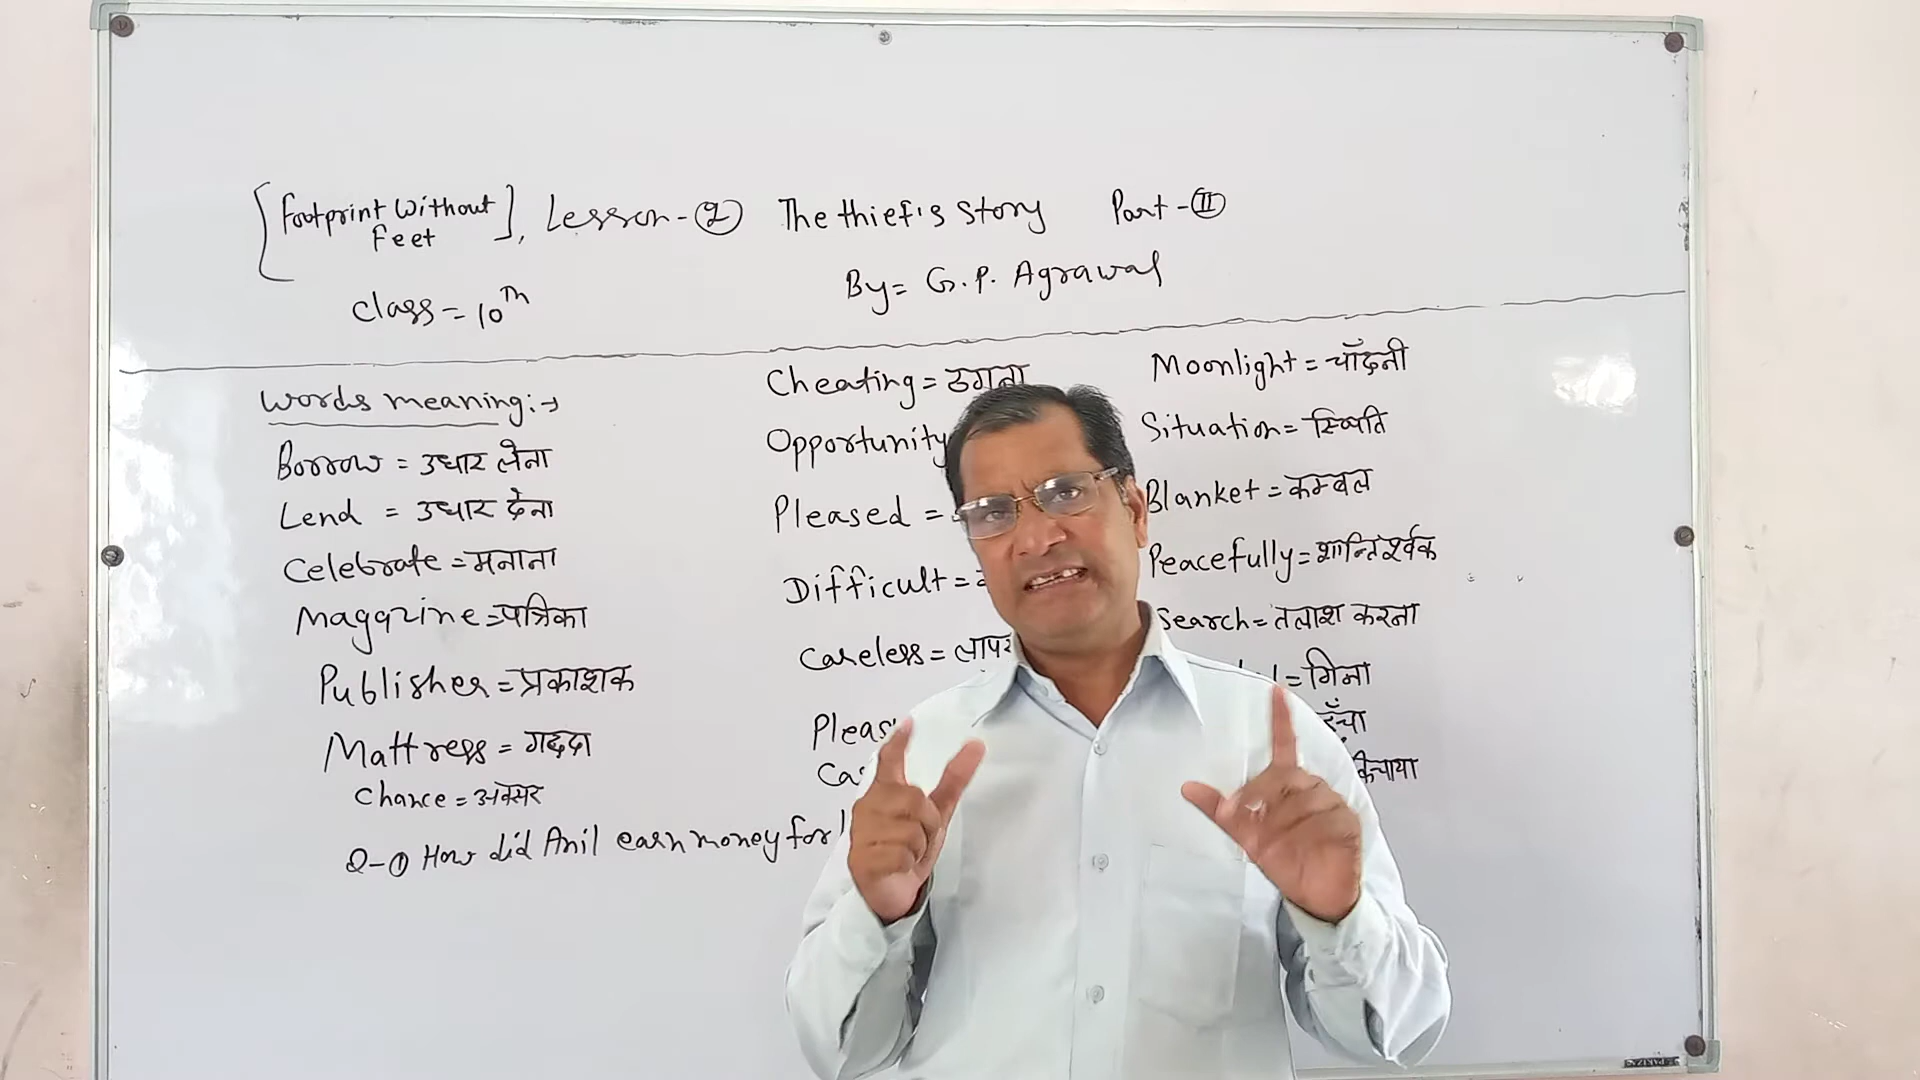 [Footprint Without Feet], Lesson-② The thief's Story Part-Ⅱ
Class=10th By= G.P. Agrawal
Words meaning:→
Borrow = उधार लेना
Lend = उधार देना
Celebrate = मनाना
Magazine = पत्रिका
Publisher = प्रकाशक
Mattress = गद्दा
Chance = अवसर
Q-① How did Anil earn money for
Cheating = ठगना
Opportunity
Pleased =
Difficult =
Careless =
Moonlight = चाँदनी
Situation = स्थिति
Blanket = कम्बल
Peacefully = शान्तिपूर्वक
Search = तलाश करना
= गिना